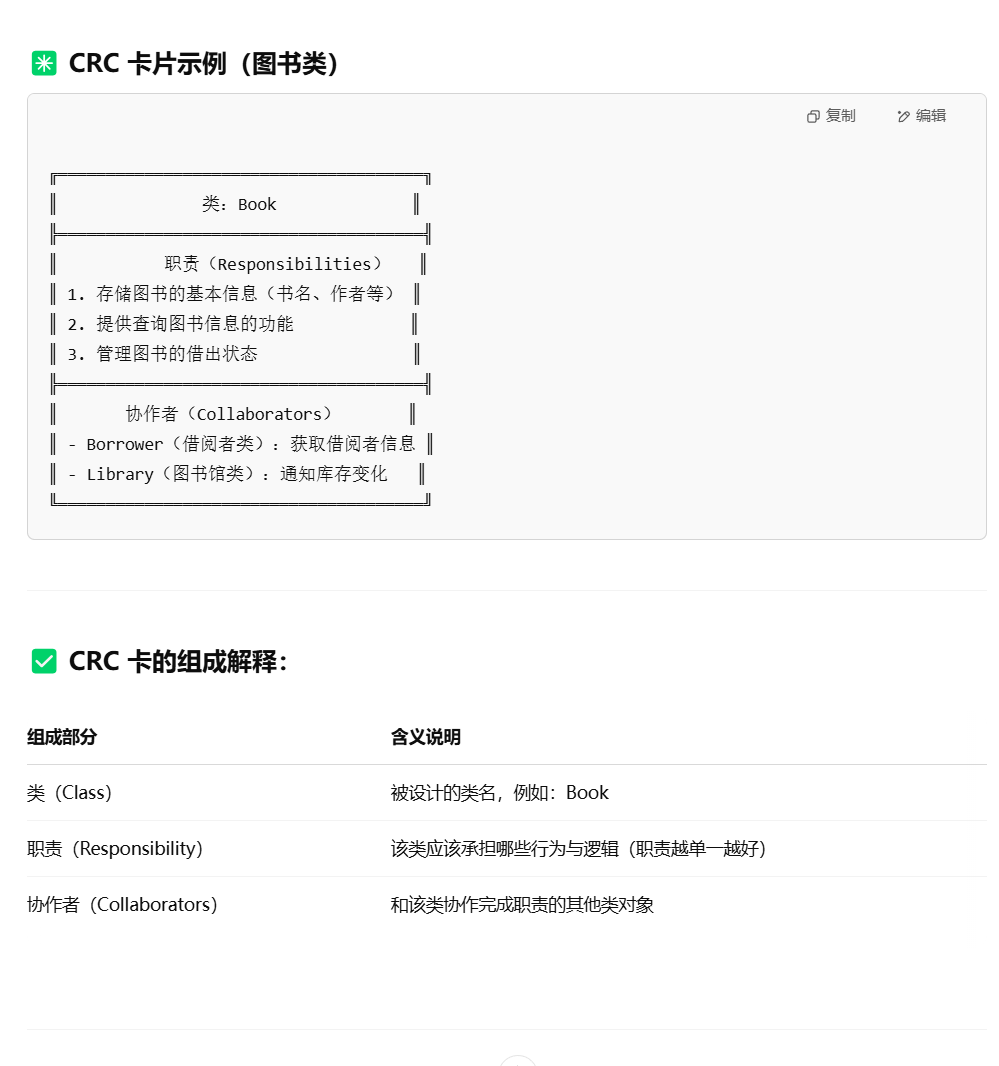 CRC 卡片示例（图书类）
复制 编辑
类：Book
职责（Responsibilities）
1. 存储图书的基本信息（书名、作者等）
2. 提供查询图书信息的功能
3. 管理图书的借出状态
协作者（Collaborators）
- Borrower（借阅者类）：获取借阅者信息
- Library（图书馆类）：通知库存变化
CRC 卡的组成解释：
组成部分 含义说明
类（Class） 被设计的类名，例如：Book
职责（Responsibility） 该类应该承担哪些行为与逻辑（职责越单一越好）
协作者（Collaborators） 和该类协作完成职责的其他类对象